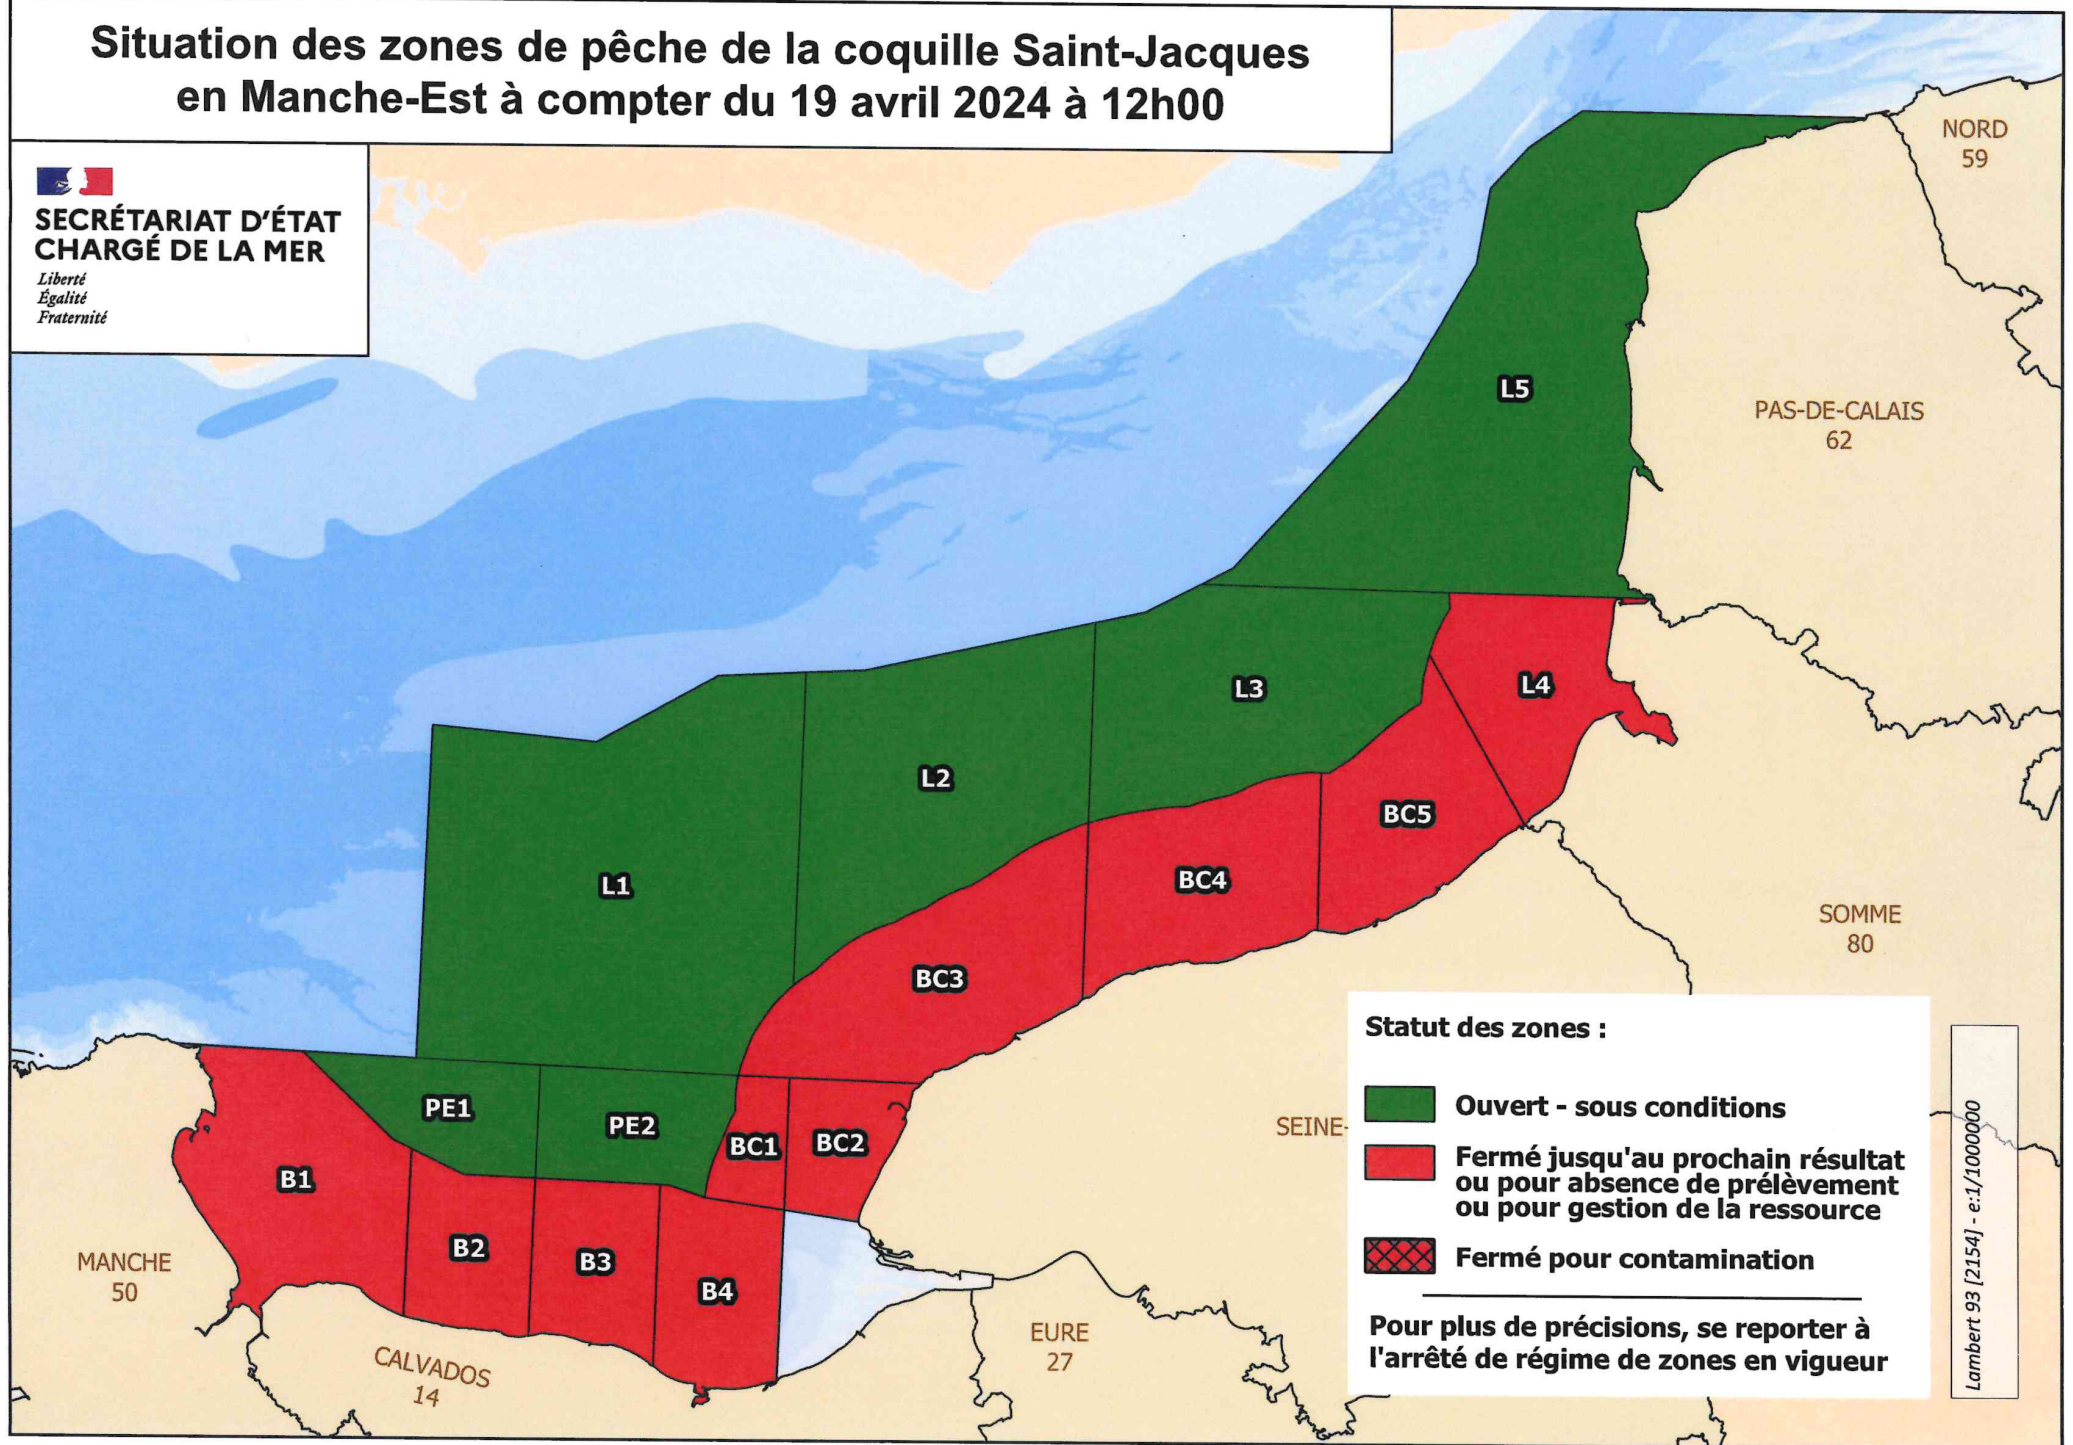 Situation des zones de pêche de la coquille Saint-Jacques
en Manche-Est à compter du 19 avril 2024 à 12h00
SECRÉTARIAT D'ÉTAT
CHARGÉ DE LA MER
Liberté
Égalité
Fraternité
NORD
59
L5
PAS-DE-CALAIS
62
L3
L4
L2
BC5
L1
BC4
SOMME
80
BC3
PE1
PE2
BC1
BC2
SEINE-
B1
B2
B3
B4
MANCHE
50
CALVADOS
14
EURE
27
Statut des zones :
Ouvert - sous conditions
Fermé jusqu'au prochain résultat
ou pour absence de prélèvement
ou pour gestion de la ressource
Fermé pour contamination
Pour plus de précisions, se reporter à
l'arrêté de régime de zones en vigueur
Lambert 93 [2154] - e:1/1000000